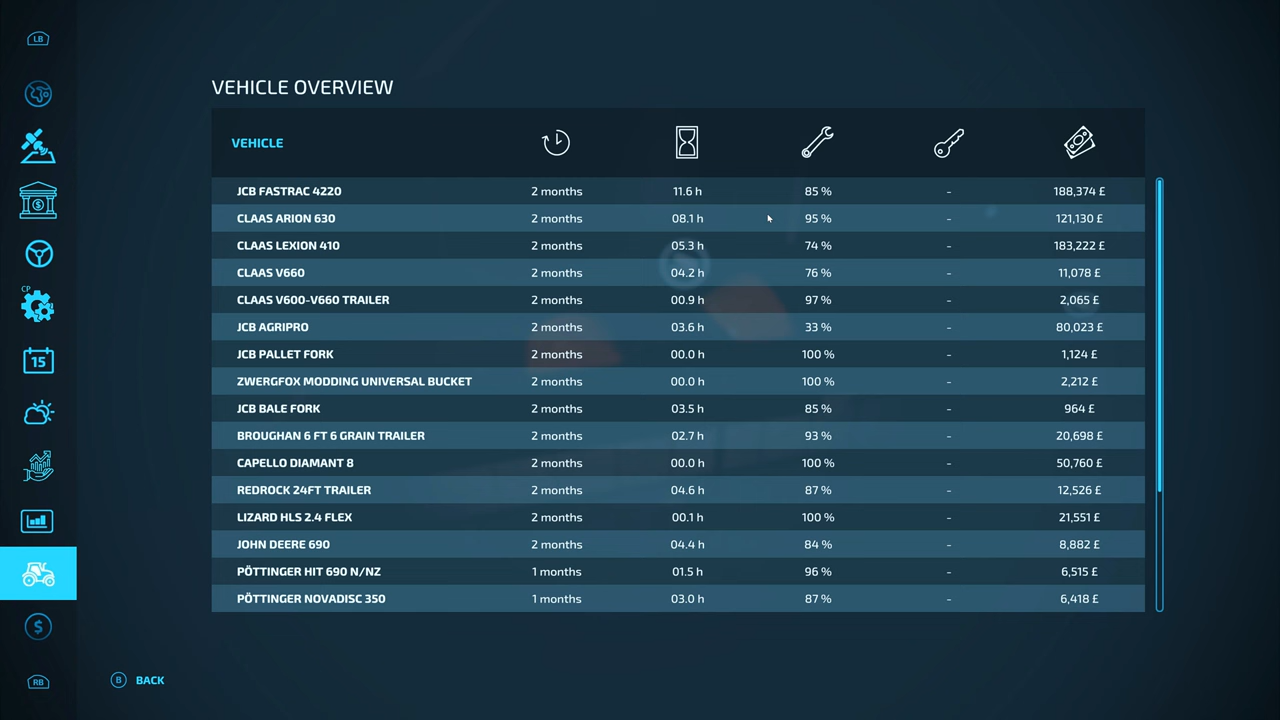 LB
VEHICLE OVERVIEW
VEHICLE
JCB FASTRAC 4220 2 months 11.6 h 85 % - 188,374 £
CLAAS ARION 630 2 months 08.1 h 95 % - 121,130 £
CLAAS LEXION 410 2 months 05.3 h 74 % - 183,222 £
CLAAS V660 2 months 04.2 h 76 % - 11,078 £
CLAAS V600-V660 TRAILER 2 months 00.9 h 97 % - 2,065 £
CP
JCB AGRIPRO 2 months 03.6 h 33 % - 80,023 £
JCB PALLET FORK 2 months 00.0 h 100 % - 1,124 £
15
ZWERGFOX MODDING UNIVERSAL BUCKET 2 months 00.0 h 100 % - 2,212 £
JCB BALE FORK 2 months 03.5 h 85 % - 964 £
BROUGHAN 6 FT 6 GRAIN TRAILER 2 months 02.7 h 93 % - 20,698 £
CAPELLO DIAMANT 8 2 months 00.0 h 100 % - 50,760 £
REDROCK 24FT TRAILER 2 months 04.6 h 87 % - 12,526 £
LIZARD HLS 2.4 FLEX 2 months 00.1 h 100 % - 21,551 £
JOHN DEERE 690 2 months 04.4 h 84 % - 8,882 £
PÖTTINGER HIT 690 N/NZ 1 months 01.5 h 96 % - 6,515 £
PÖTTINGER NOVADISC 350 1 months 03.0 h 87 % - 6,418 £
RB
B BACK